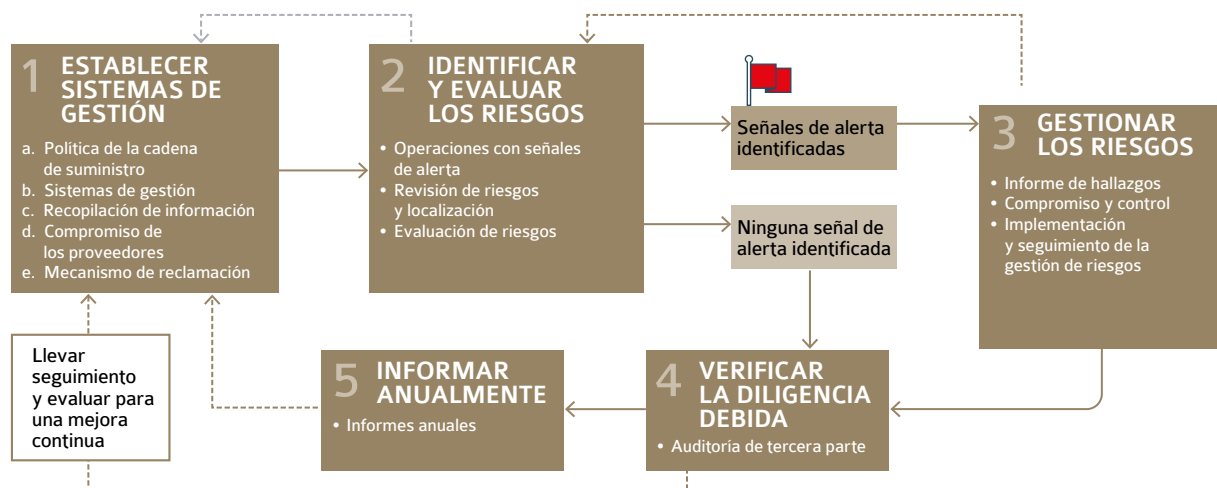 1 ESTABLECER
SISTEMAS DE
GESTIÓN
a. Política de la cadena
de suministro
b. Sistemas de gestión
c. Recopilación de información
d. Compromiso de
los proveedores
e. Mecanismo de reclamación
2 IDENTIFICAR
Y EVALUAR
LOS RIESGOS
• Operaciones con señales
de alerta
• Revisión de riesgos
y localización
• Evaluación de riesgos
Señales de alerta
identificadas
Ninguna señal de
alerta identificada
3 GESTIONAR
LOS RIESGOS
• Informe de hallazgos
• Compromiso y control
• Implementación
y seguimiento de la
gestión de riesgos
4 VERIFICAR
LA DILIGENCIA
DEBIDA
• Auditoría de tercera parte
5 INFORMAR
ANUALMENTE
• Informes anuales
Llevar
seguimiento
y evaluar para
una mejora
continua